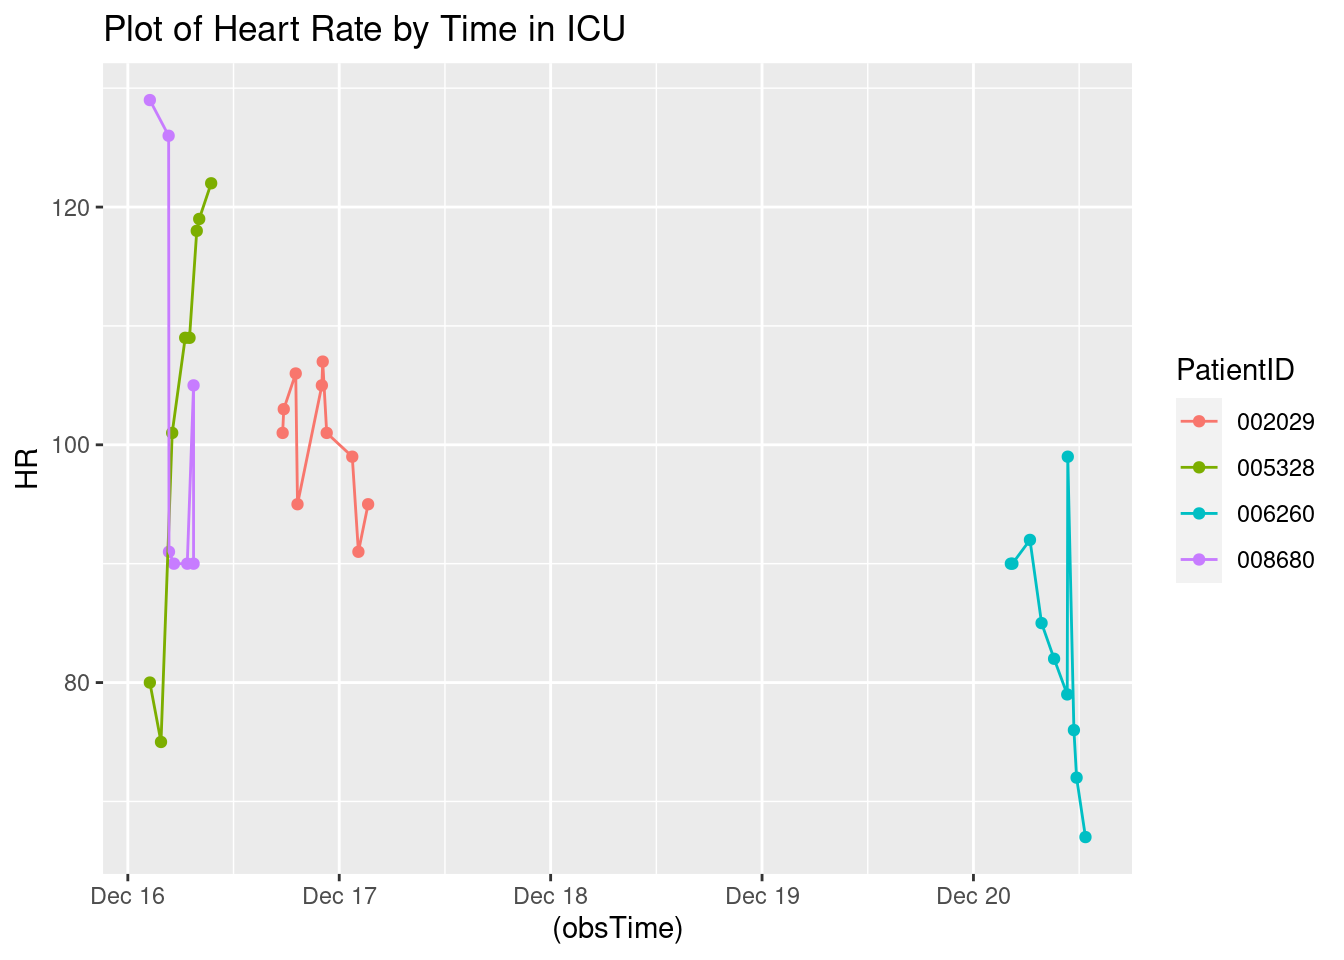 Plot of Heart Rate by Time in ICU
HR
120
100
80
Dec 16 Dec 17 Dec 18 Dec 19 Dec 20
(obsTime)
PatientID
002029
005328
006260
008680